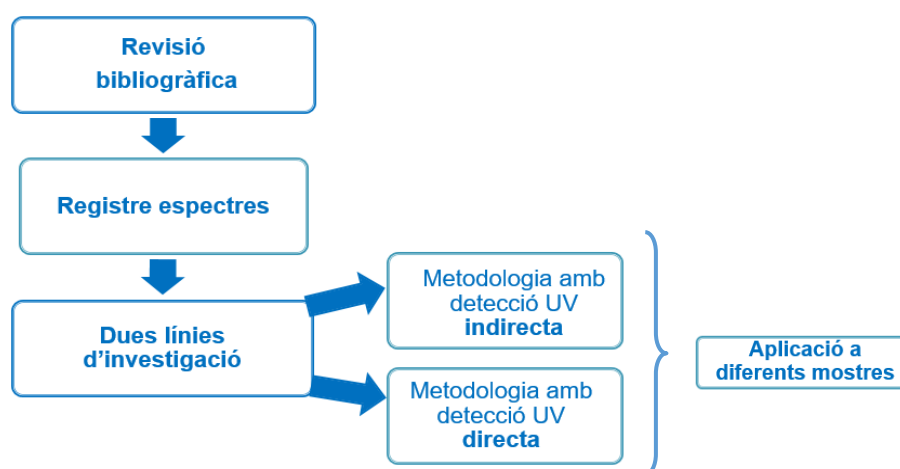 Revisió
bibliogràfica
Registre espectres
Dues línies
d’investigació
Metodologia amb
detecció UV
indirecta
Metodologia amb
detecció UV
directa
Aplicació a
diferents mostres